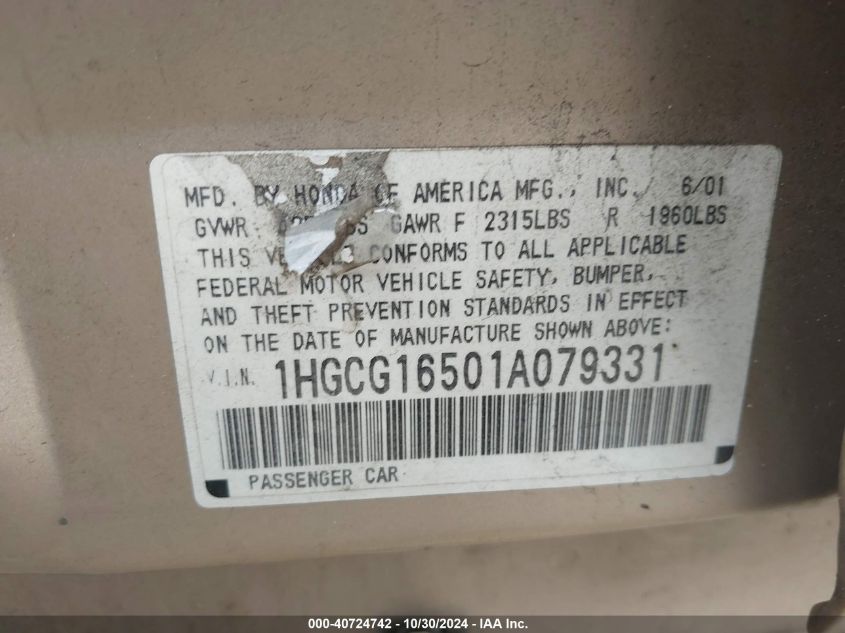 MFD. BY HONDA OF AMERICA MFG., INC. 6/01
GVWR LBS GAWR F 2315LBS R 1960LBS
THIS VEHICLE CONFORMS TO ALL APPLICABLE
FEDERAL MOTOR VEHICLE SAFETY, BUMPER,
AND THEFT PREVENTION STANDARDS IN EFFECT
ON THE DATE OF MANUFACTURE SHOWN ABOVE:
V.I.N. 1HGCG16501A079331
PASSENGER CAR
000-40724742 - 10/30/2024 - © IAA Inc.